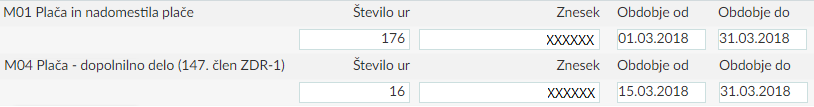 M01 Plača in nadomestila plače Število ur Znesek Obdobje od Obdobje do
176 XXXXXX 01.03.2018 31.03.2018
M04 Plača - dopolnilno delo (147. člen ZDR-1) Število ur Znesek Obdobje od Obdobje do
16 XXXXXX 15.03.2018 31.03.2018